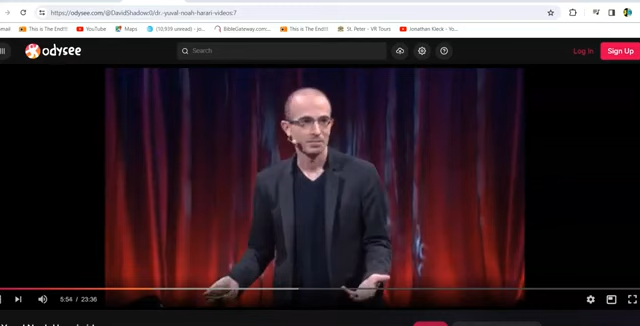 https://odysee.com/@DavidShadow:0/dr.-yuval-noah-harari-videos:7
mail This is The End!!! YouTube Maps (10,939 unread) - jo... BibleGateway.com:... This is The End!!! St. Peter - VR Tours Jonathan Kleck - Yo...
odysee Search Log In Sign Up
5:54 / 23:36